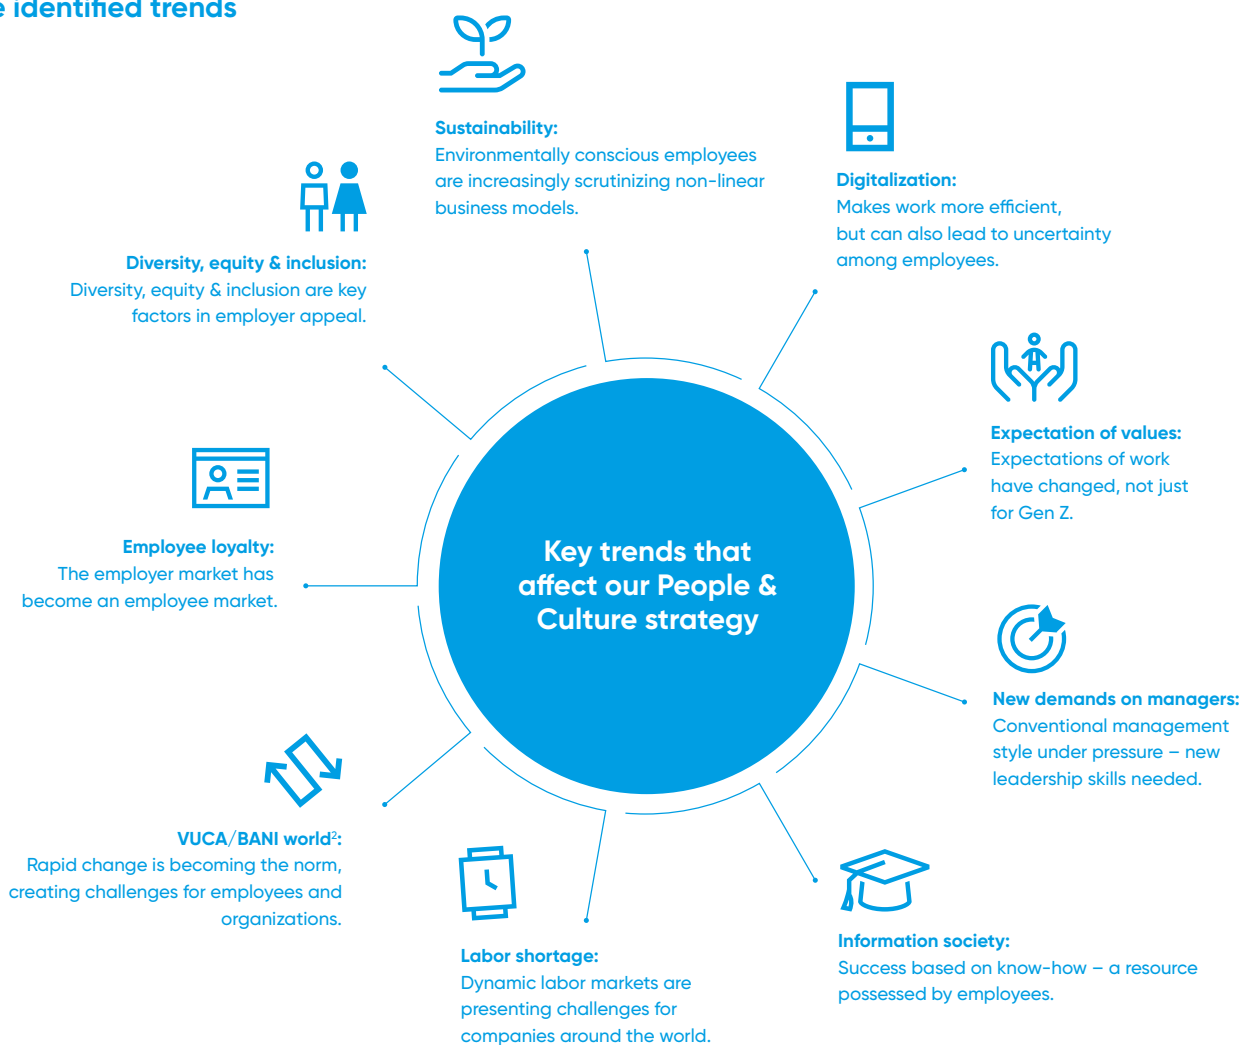 identified trends
Sustainability:
Environmentally conscious employees
are increasingly scrutinizing non-linear
business models.
Digitalization:
Makes work more efficient,
but can also lead to uncertainty
among employees.
Diversity, equity & inclusion:
Diversity, equity & inclusion are key
factors in employer appeal.
Expectation of values:
Expectations of work
have changed, not just
for Gen Z.
Employee loyalty:
The employer market has
become an employee market.
Key trends that
affect our People &
Culture strategy
New demands on managers:
Conventional management
style under pressure – new
leadership skills needed.
VUCA/BANI world²:
Rapid change is becoming the norm,
creating challenges for employees and
organizations.
Labor shortage:
Dynamic labor markets are
presenting challenges for
companies around the world.
Information society:
Success based on know-how – a resource
possessed by employees.